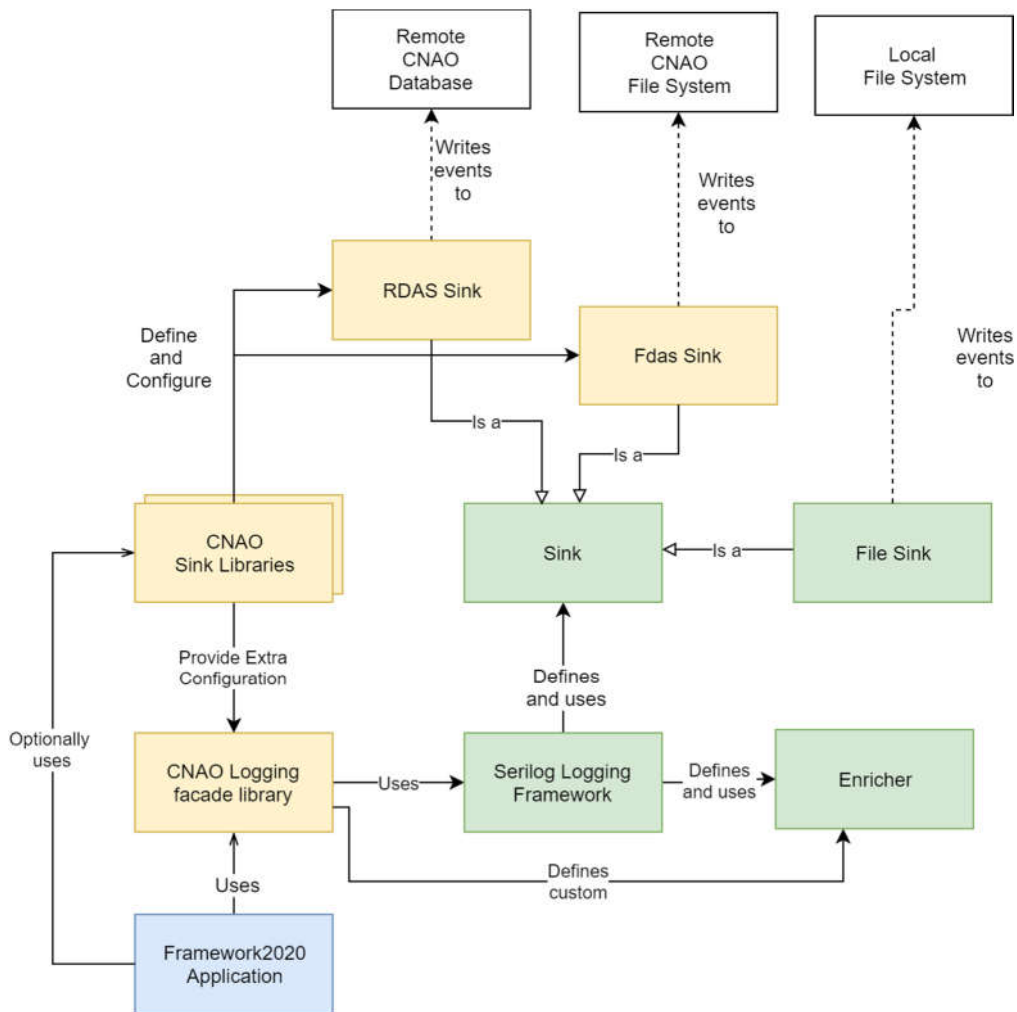 Remote
CNAO
Database
Remote
CNAO
File System
Local
File System
Writes
events
to
Writes
events
to
RDAS Sink
Define
and
Configure
Fdas Sink
Writes
events
to
Is a
Is a
CNAO
Sink Libraries
Sink
Is a
File Sink
Provide Extra
Configuration
Defines
and uses
Optionally
uses
CNAO Logging
facade library
Uses
Serilog Logging
Framework
Defines
and uses
Enricher
Uses
Defines
custom
Framework2020
Application